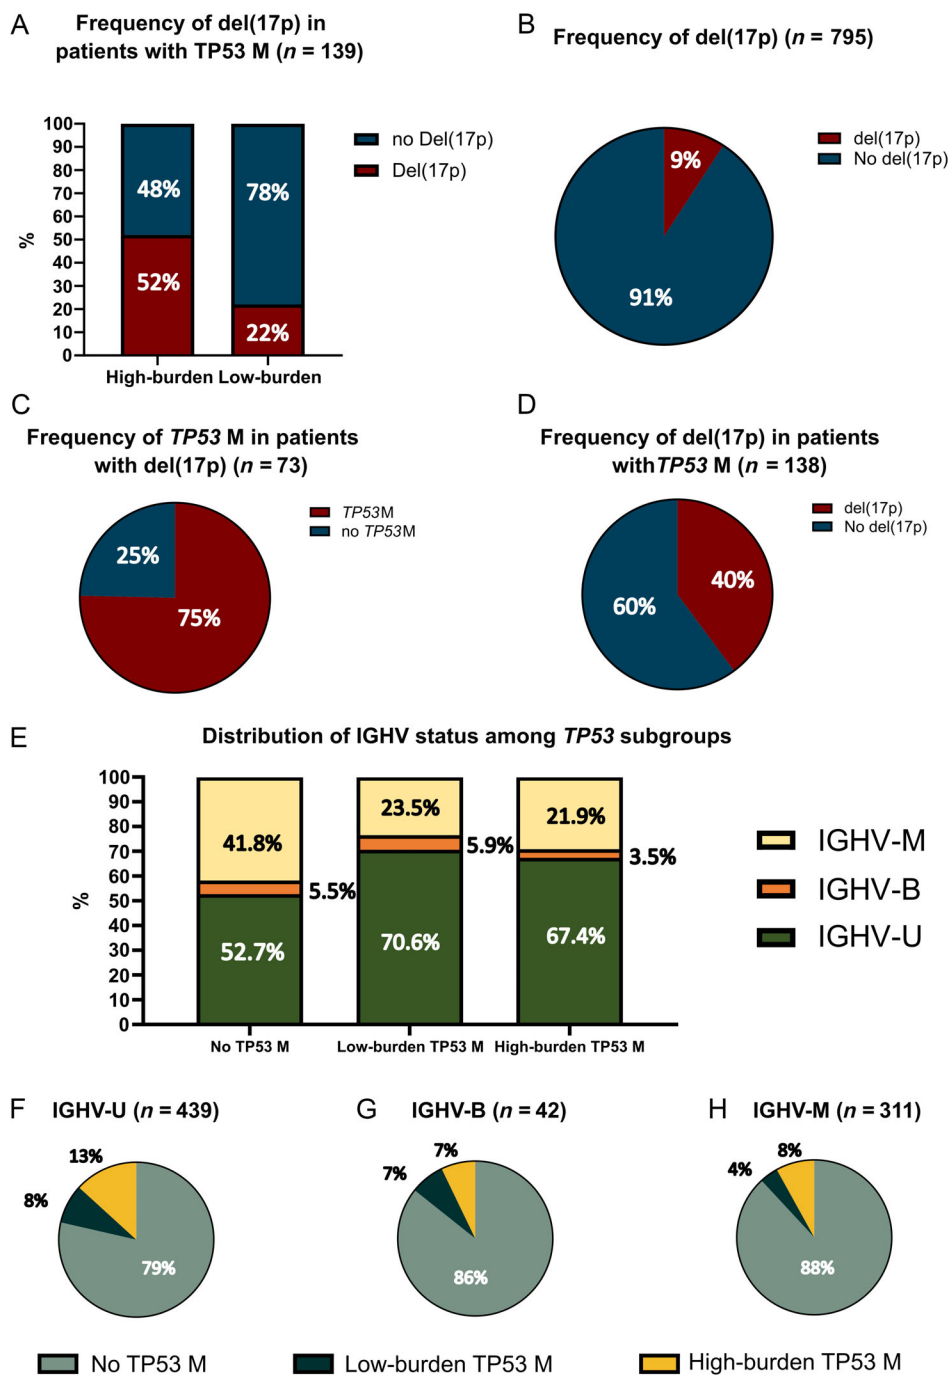 A
Frequency of del(17p) in
patients with TP53 M (n = 139)
100
90
80
70
60
50
40
30
20
10
0
%
48%
52%
78%
22%
High-burden
Low-burden
no Del(17p)
Del(17p)
B
Frequency of del(17p) (n = 795)
9%
91%
del(17p)
No del(17p)
C
Frequency of TP53 M in patients
with del(17p) (n = 73)
25%
75%
TP53M
no TP53M
D
Frequency of del(17p) in patients
withTP53 M (n = 138)
40%
60%
del(17p)
No del(17p)
E
Distribution of IGHV status among TP53 subgroups
100
90
80
70
60
50
40
30
20
10
0
%
41.8%
5.5%
52.7%
23.5%
5.9%
70.6%
21.9%
3.5%
67.4%
No TP53 M
Low-burden TP53 M
High-burden TP53 M
IGHV-M
IGHV-B
IGHV-U
F
IGHV-U (n = 439)
13%
8%
79%
G
IGHV-B (n = 42)
7%
7%
86%
H
IGHV-M (n = 311)
8%
4%
88%
No TP53 M
Low-burden TP53 M
High-burden TP53 M